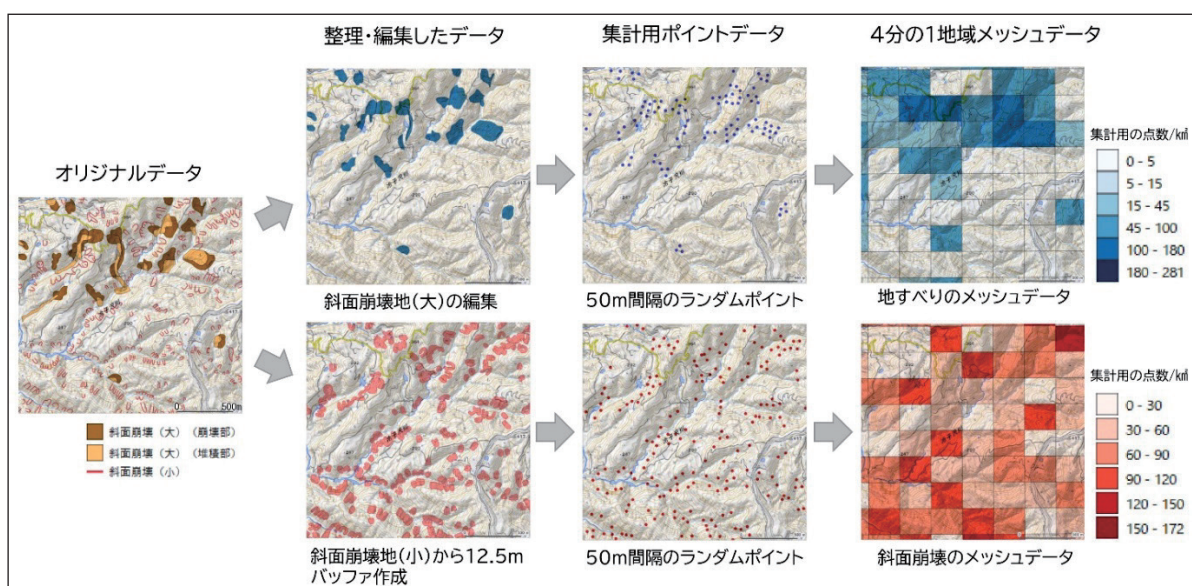 整理・編集したデータ
集計用ポイントデータ
4分の1地域メッシュデータ
オリジナルデータ
0 500m
斜面崩壊（大）（崩壊部）
斜面崩壊（大）（堆積部）
斜面崩壊（小）
斜面崩壊地(大)の編集
50m間隔のランダムポイント
地すべりのメッシュデータ
集計用の点数/㎢
0 - 5
5 - 15
15 - 45
45 - 100
100 - 180
180 - 281
斜面崩壊地(小)から12.5m
バッファ作成
50m間隔のランダムポイント
斜面崩壊のメッシュデータ
集計用の点数/㎢
0 - 30
30 - 60
60 - 90
90 - 120
120 - 150
150 - 172